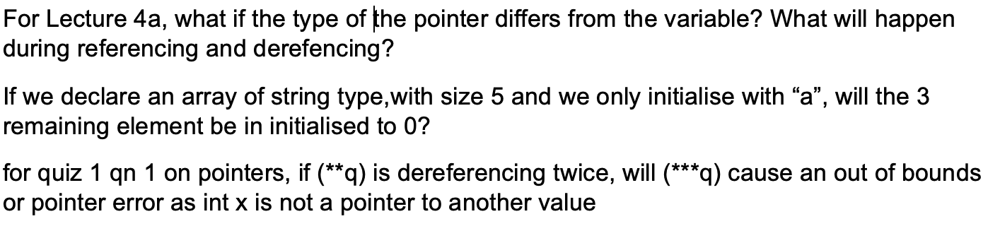 For Lecture 4a, what if the type of the pointer differs from the variable? What will happen
during referencing and derefencing?
If we declare an array of string type,with size 5 and we only initialise with “a”, will the 3
remaining element be in initialised to 0?
for quiz 1 qn 1 on pointers, if (**q) is dereferencing twice, will (***q) cause an out of bounds
or pointer error as int x is not a pointer to another value